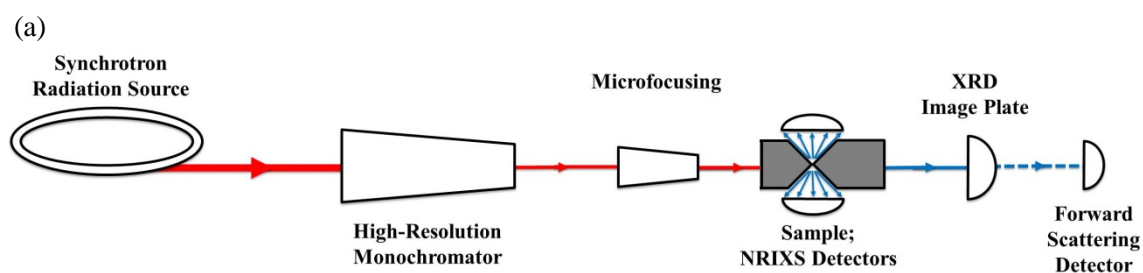 (a)
Synchrotron
Radiation Source
High-Resolution
Monochromator
Microfocusing
Sample;
NRIXS Detectors
XRD
Image Plate
Forward
Scattering
Detector